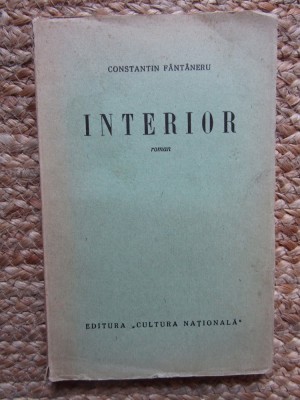 CONSTANTIN FÂNTÂNERU
INTERIOR
roman
EDITURA „CULTURA NAȚIONALĂ"